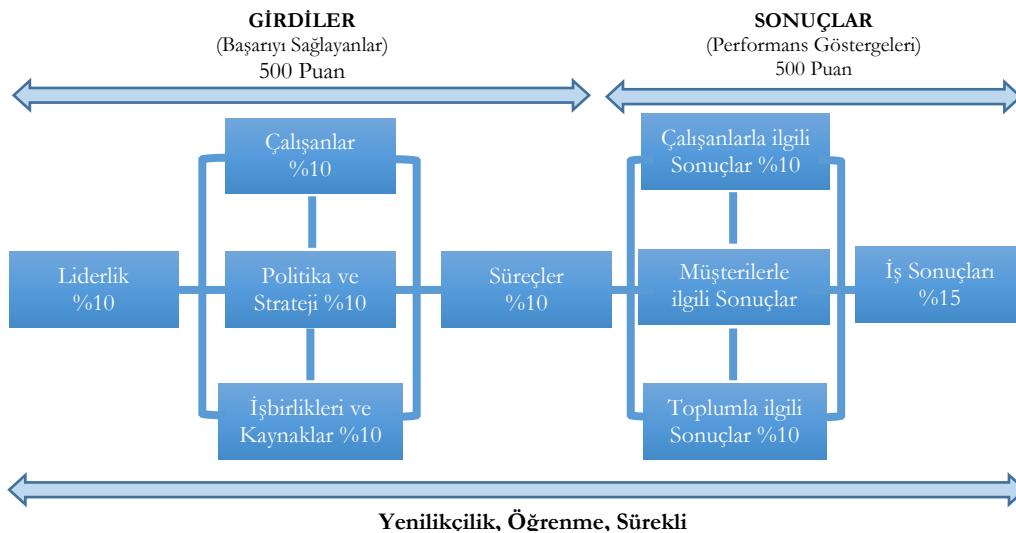 GİRDİLER
(Başarıyı Sağlayanlar)
500 Puan
SONUÇLAR
(Performans Göstergeleri)
500 Puan
Çalışanlar
%10
Çalışanlarla ilgili
Sonuçlar %10
Liderlik
%10
Politika ve
Strateji %10
Süreçler
%10
Müşterilerle
ilgili Sonuçlar
İş Sonuçları
%15
İşbirlikleri ve
Kaynaklar %10
Toplumla ilgili
Sonuçlar %10
Yenilikçilik, Öğrenme, Sürekli